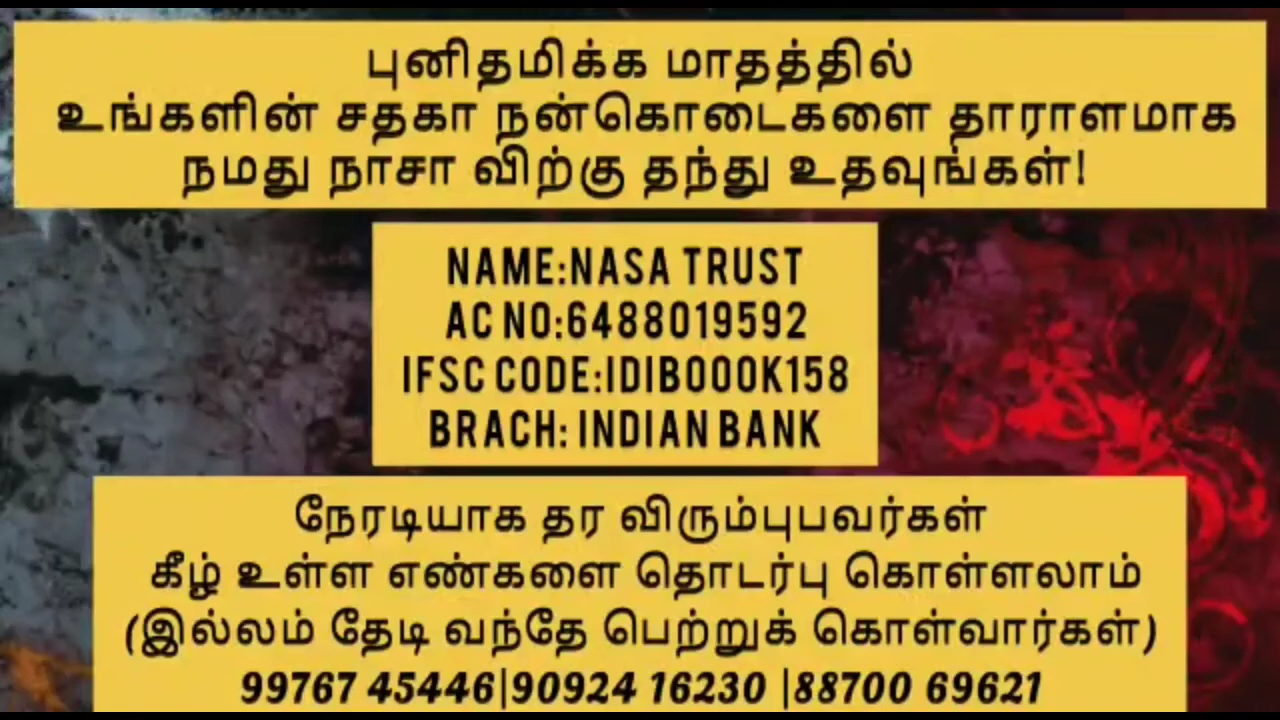 புனிதமிக்க மாதத்தில்
உங்களின் சதகா நன்கொடைகளை தாராளமாக
நமது நாசா விற்கு தந்து உதவுங்கள்!
NAME:NASA TRUST
AC NO:6488019592
IFSC CODE:IDIB000K158
BRACH: INDIAN BANK
நேரடியாக தர விரும்புபவர்கள்
கீழ் உள்ள எண்களை தொடர்பு கொள்ளலாம்
(இல்லம் தேடி வந்தே பெற்றுக் கொள்வார்கள்)
99767 45446|90924 16230 |88700 69621